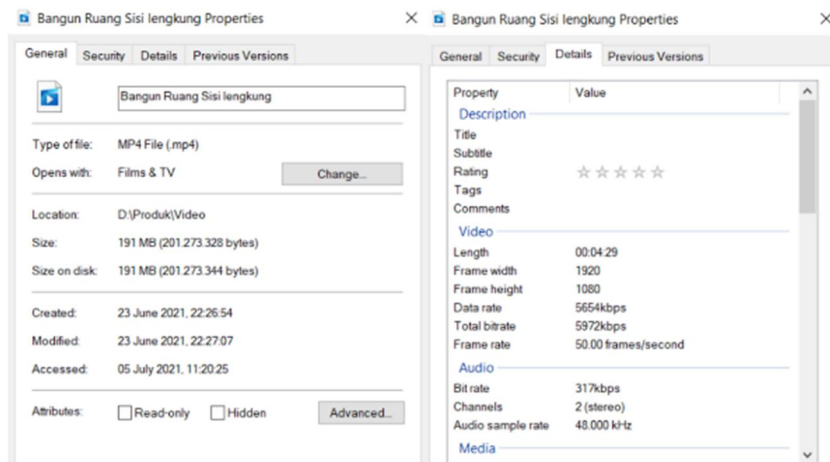 Bangun Ruang Sisi lengkung Properties
General Security Details Previous Versions
Bangun Ruang Sisi lengkung
Type of file: MP4 File (.mp4)
Opens with: Films & TV Change...
Location: D:\Produk\Video
Size: 191 MB (201.273.328 bytes)
Size on disk: 191 MB (201.273.344 bytes)
Created: 23 June 2021, 22:26:54
Modified: 23 June 2021, 22:27:07
Accessed: 05 July 2021, 11:20:25
Attributes: Read-only Hidden Advanced...
Bangun Ruang Sisi lengkung Properties
General Security Details Previous Versions
Property Value
Description
Title
Subtitle
Rating
Tags
Comments
Video
Length 00:04:29
Frame width 1920
Frame height 1080
Data rate 5654kbps
Total bitrate 5972kbps
Frame rate 50.00 frames/second
Audio
Bit rate 317kbps
Channels 2 (stereo)
Audio sample rate 48.000 kHz
Media